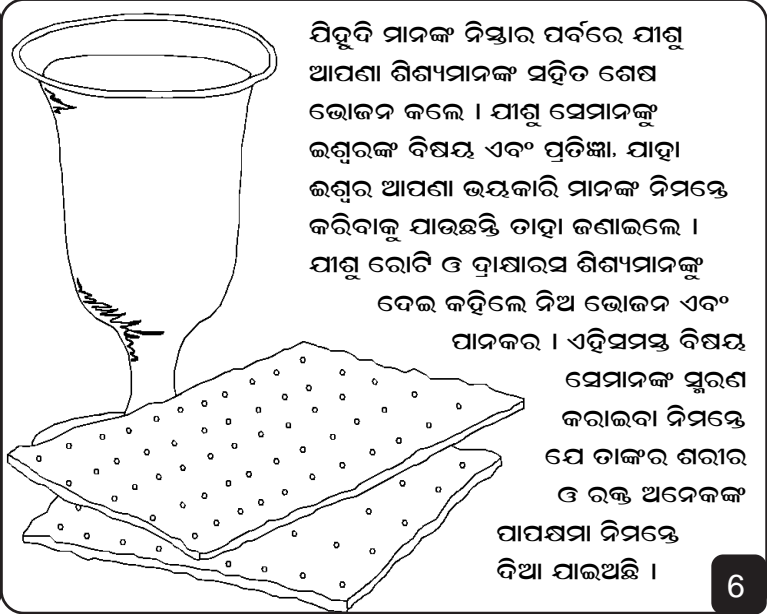 ଯିହୂଦି ମାନଙ୍କ ନିସ୍ତାର ପର୍ବରେ ଯୀଶୁ
ଆପଣା ଶିଶ୍ୟମାନଙ୍କ ସହିତ ଶେଷ
ଭୋଜନ କଲେ । ଯୀଶୁ ସେମାନଙ୍କୁ
ଇଶ୍ୱରଙ୍କ ବିଷୟ ଏବଂ ପ୍ରତିଜ୍ଞା, ଯାହା
ଈଶ୍ୱର ଆପଣା ଭୟକାରି ମାନଙ୍କ ନିମନ୍ତେ
କରିବାକୁ ଯାଉଛନ୍ତି ତାହା ଜଣାଇଲେ ।
ଯୀଶୁ ରୋଟି ଓ ଦ୍ରାକ୍ଷାରସ ଶିଶ୍ୟମାନଙ୍କୁ
ଦେଇ କହିଲେ ନିଅ ଭୋଜନ ଏବଂ
ପାନକର । ଏହିସମସ୍ତ ବିଷୟ
ସେମାନଙ୍କ ସ୍ମରଣ
କରାଇବା ନିମନ୍ତେ
ଯେ ତାଙ୍କର ଶରୀର
ଓ ରକ୍ତ ଅନେକଙ୍କ
ପାପକ୍ଷମା ନିମନ୍ତେ
ଦିଆ ଯାଇଅଛି ।
6